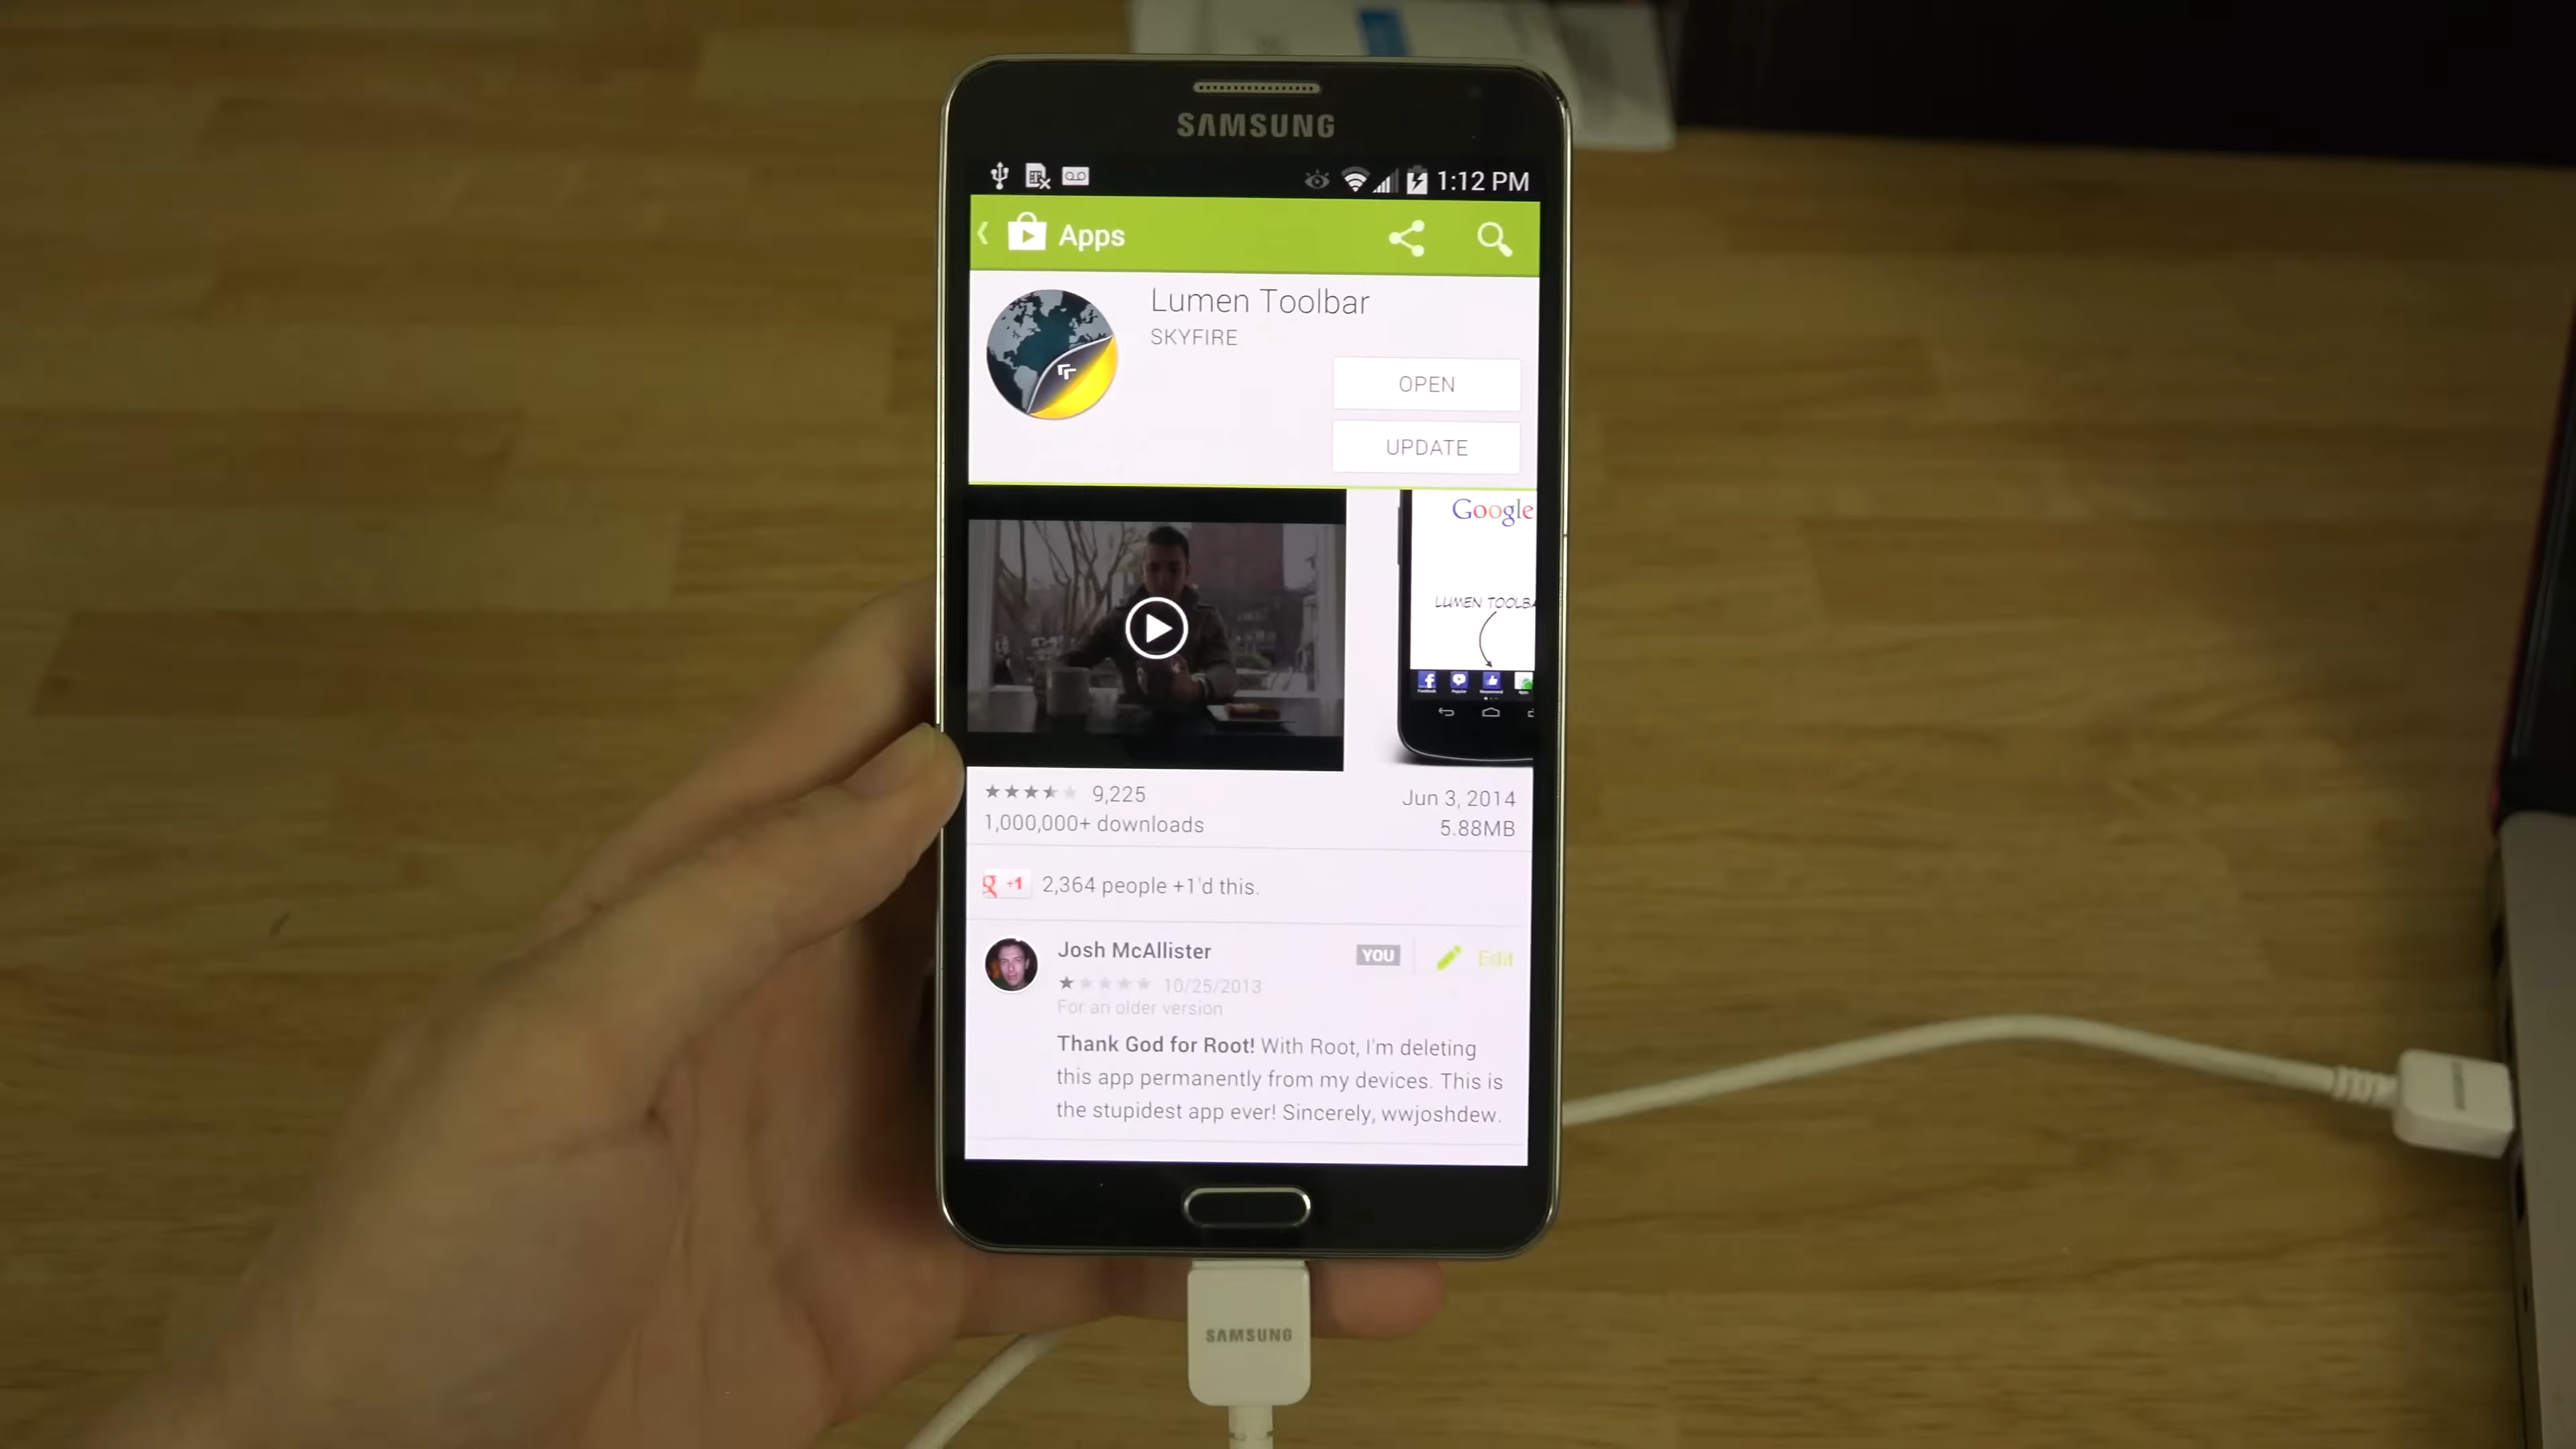 SAMSUNG
1:12 PM
Apps
Lumen Toolbar
SKYFIRE
OPEN
UPDATE
Google
LUMEN TOOLBA
9,225
Jun 3, 2014
1,000,000+ downloads
5.88MB
g +1 2,364 people +1'd this.
Josh McAllister
YOU
Edit
10/25/2013
For an older version
Thank God for Root! With Root, I'm deleting
this app permanently from my devices. This is
the stupidest app ever! Sincerely, wwjoshdew.
SAMSUNG